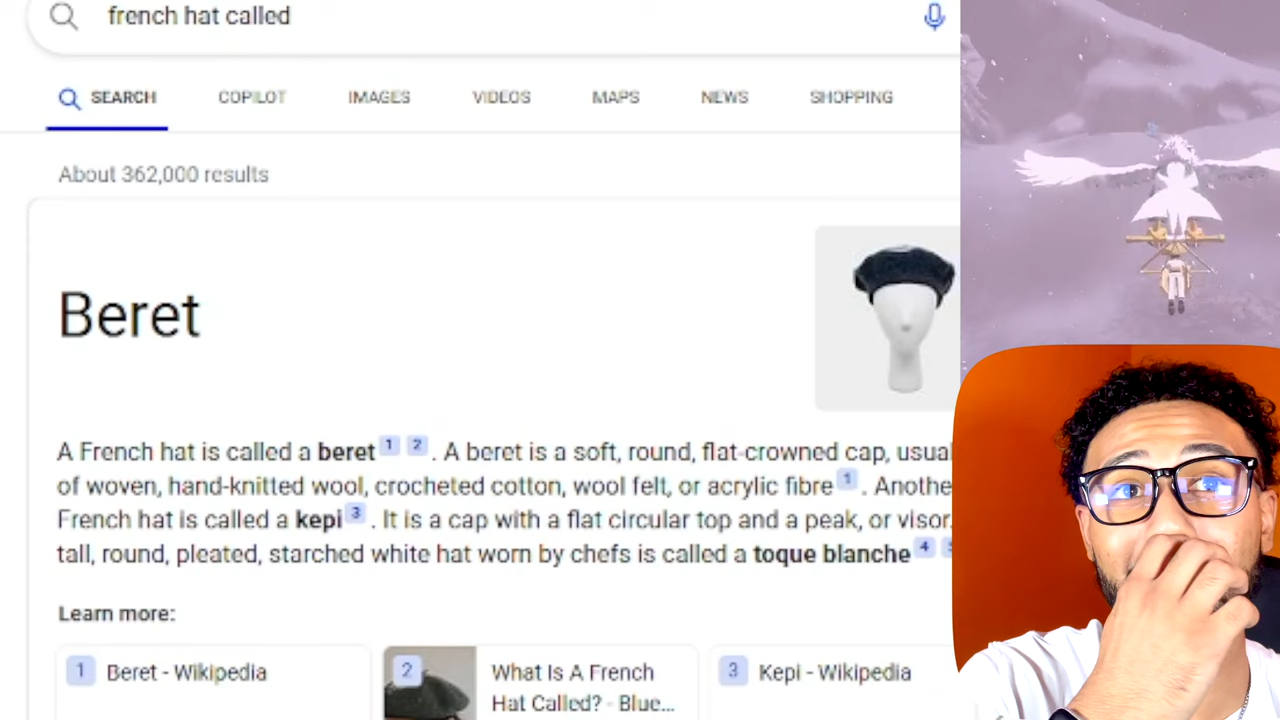 french hat called
SEARCH COPILOT IMAGES VIDEOS MAPS NEWS SHOPPING
About 362,000 results
Beret
A French hat is called a beret 1 2 . A beret is a soft, round, flat-crowned cap,
of woven, hand-knitted wool, crocheted cotton, wool felt, or acrylic fibre 1 .
French hat is called a kepi 3 . It is a cap with a flat circular top and a peak, or visor.
tall, round, pleated, starched white hat worn by chefs is called a toque blanche 4
Learn more:
1 Beret - Wikipedia
2 What Is A French
Hat Called? - Blue...
3 Kepi - Wikipedia